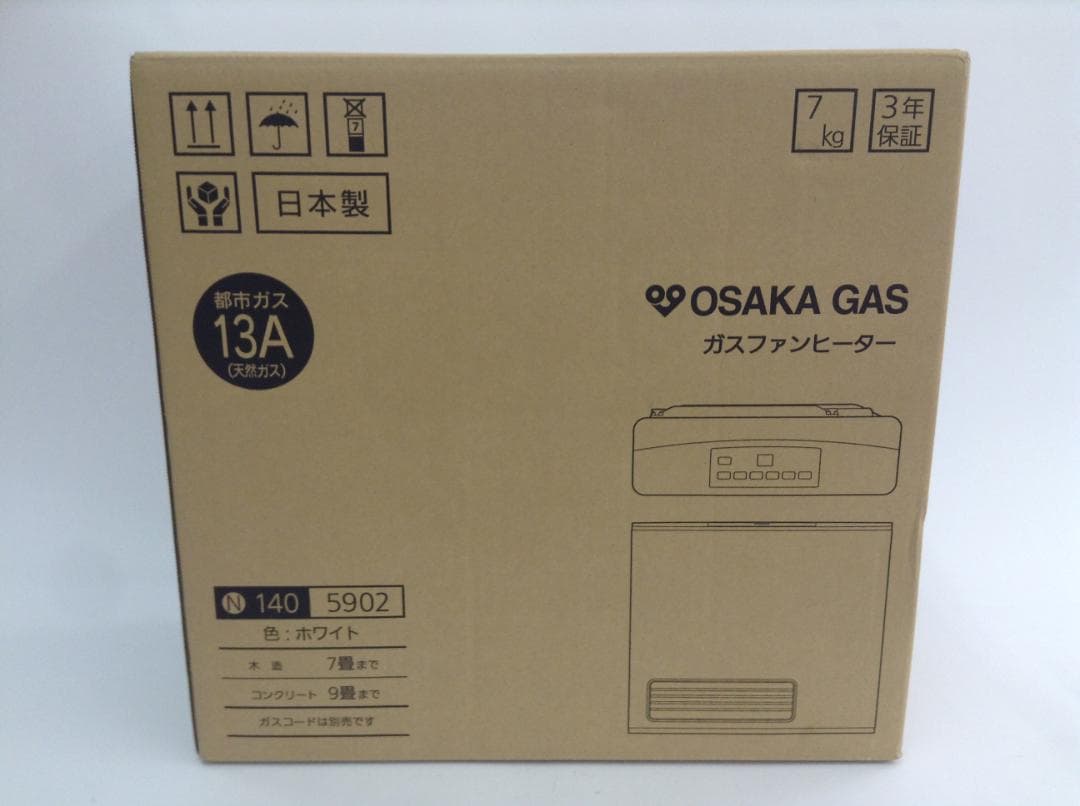 7
7
kg
3年
保証
日本製
都市ガス
13A
(天然ガス)
OSAKA GAS
ガスファンヒーター
N 140 5902
色:ホワイト
木造 7畳まで
コンクリート 9畳まで
ガスコードは別売です